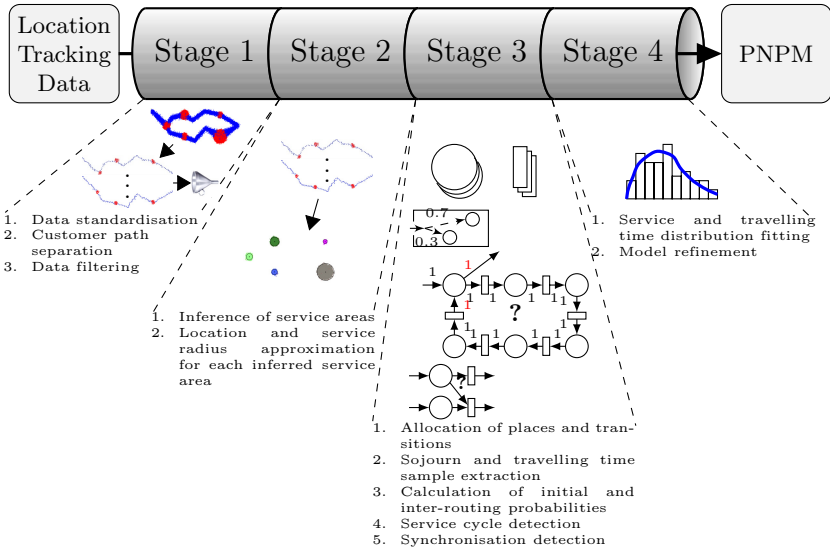 Location
Tracking
Data
Stage 1
Stage 2
Stage 3
Stage 4
PNPM
1. Data standardisation
2. Customer path
separation
3. Data filtering
1. Inference of service areas
2. Location and service
radius approximation
for each inferred service
area
0.7
0.3
1
1
1
1
1
1
1
1
?
1
1
1
1
1
1
1
1
?
1. Allocation of places and tran-
sitions
2. Sojourn and travelling time
sample extraction
3. Calculation of initial and
inter-routing probabilities
4. Service cycle detection
5. Synchronisation detection
1. Service and travelling
time distribution fitting
2. Model refinement